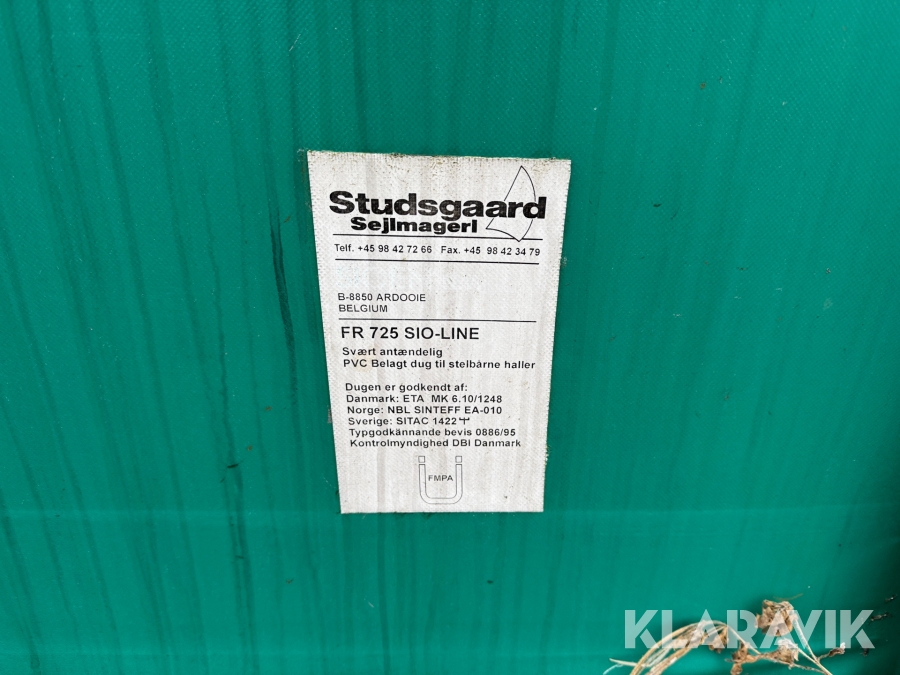 Studsgaard
Sejlmageri
Telf. +45 98 42 72 66 Fax. +45 98 42 34 79
B-8850 ARDOOIE
BELGIUM
FR 725 SIO-LINE
Svært antændelig
PVC Belagt dug til stelbårne haller
Dugen er godkendt af:
Danmark: ETA MK 6.10/1248
Norge: NBL SINTEFF EA-010
Sverige: SITAC 1422
Typgodkännande bevis 0886/95
Kontrolmyndighed DBI Danmark
FMPA
KLARAVIK